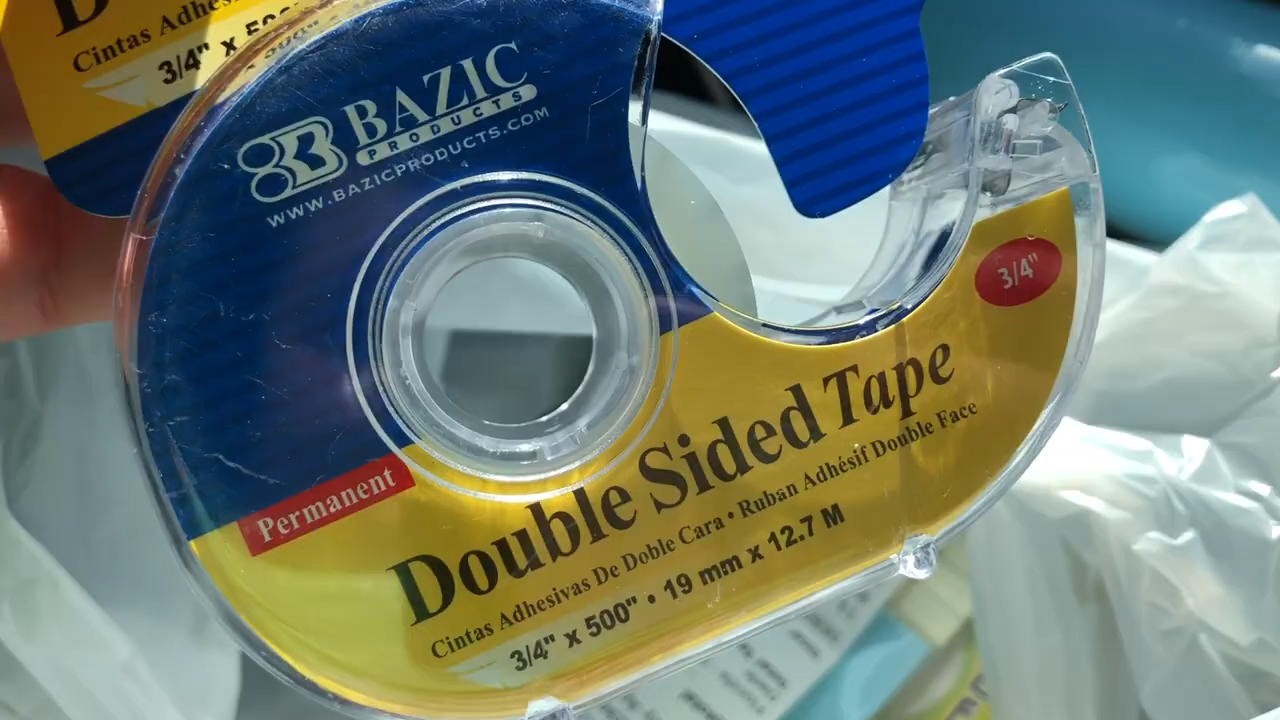 D
Cintas Adhes
3/4" x 500"
BAZIC
PRODUCTS
WWW.BAZICPRODUCTS.COM
3/4"
Permanent
Double Sided Tape
Cintas Adhesivas De Doble Cara • Ruban Adhésif Double Face
3/4" x 500" • 19 mm x 12.7 M